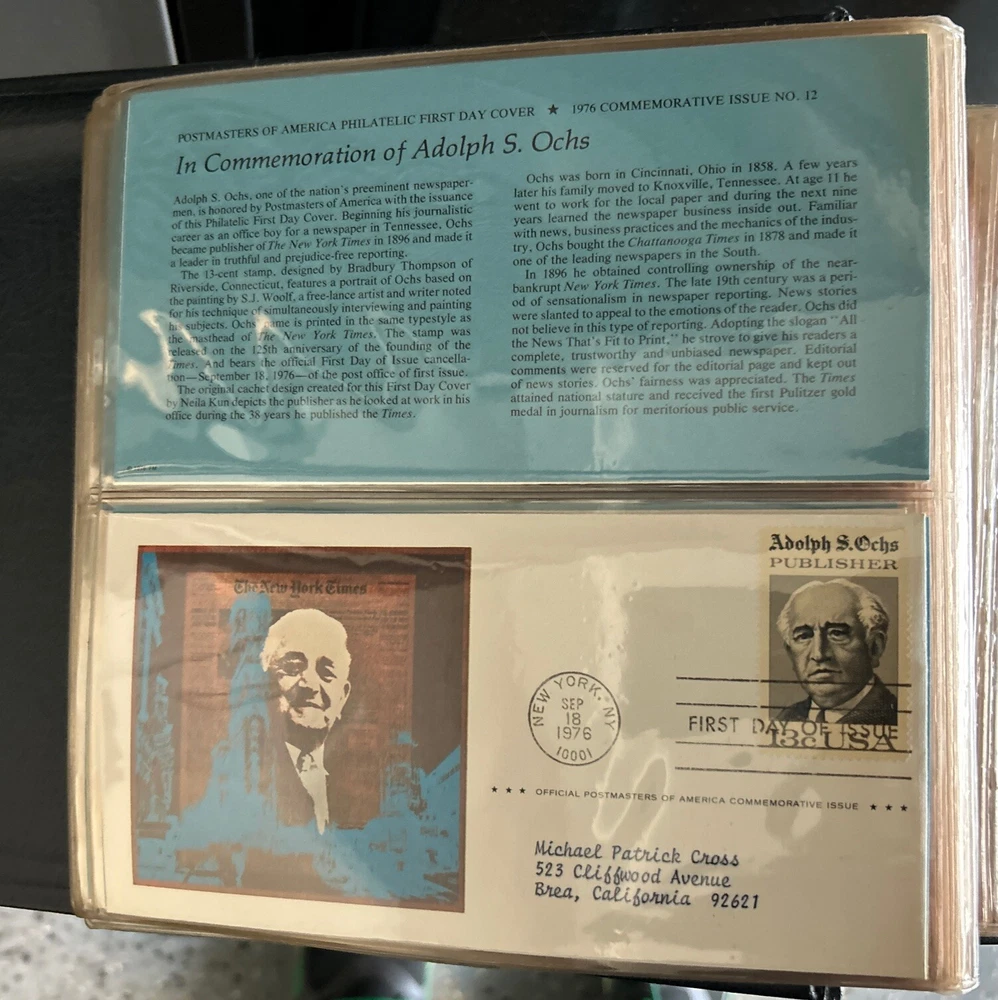 POSTMASTERS OF AMERICA PHILATELIC FIRST DAY COVER ★ 1976 COMMEMORATIVE ISSUE NO. 12
In Commemoration of Adolph S. Ochs
Adolph S. Ochs, one of the nation's preeminent newspaper-
men, is honored by Postmasters of America with the issuance
of this Philatelic First Day Cover. Beginning his journalistic
career as an office boy for a newspaper in Tennessee, Ochs
became publisher of The New York Times in 1896 and made it
a leader in truthful and prejudice-free reporting.
The 13-cent stamp, designed by Bradbury Thompson of
Riverside, Connecticut, features a portrait of Ochs based on
the painting by S.J. Woolf, a free-lance artist and writer noted
for his technique of simultaneously interviewing and painting
his subjects. Ochs' name is printed in the same typestyle as
the masthead of The New York Times. The stamp was
released on the 125th anniversary of the founding of the
Times. And bears the official First Day of Issue cancella-
tion—September 18, 1976—of the post office of first issue.
The original cachet design created for this First Day Cover
by Neila Kun depicts the publisher as he looked at work in his
office during the 38 years he published the Times.
Ochs was born in Cincinnati, Ohio in 1858. A few years
later his family moved to Knoxville, Tennessee. At age 11 he
went to work for the local paper and during the next nine
years learned the newspaper business inside out. Familiar
with news, business practices and the mechanics of the indus-
try, Ochs bought the Chattanooga Times in 1878 and made it
one of the leading newspapers in the South.
In 1896 he obtained controlling ownership of the near-
bankrupt New York Times. The late 19th century was a peri-
od of sensationalism in newspaper reporting. News stories
were slanted to appeal to the emotions of the reader. Ochs did
not believe in this type of reporting. Adopting the slogan "All
the News That's Fit to Print," he strove to give his readers a
complete, trustworthy and unbiased newspaper. Editorial
comments were reserved for the editorial page and kept out
of news stories. Ochs' fairness was appreciated. The Times
attained national stature and received the first Pulitzer gold
medal in journalism for meritorious public service.
The New York Times
Adolph S. Ochs
PUBLISHER
NEW YORK, NY
SEP
18
1976
10001
FIRST DAY OF ISSUE
13c USA
★ ★ ★ OFFICIAL POSTMASTERS OF AMERICA COMMEMORATIVE ISSUE ★ ★ ★
Michael Patrick Cross
523 Cliffwood Avenue
Brea, California 92621